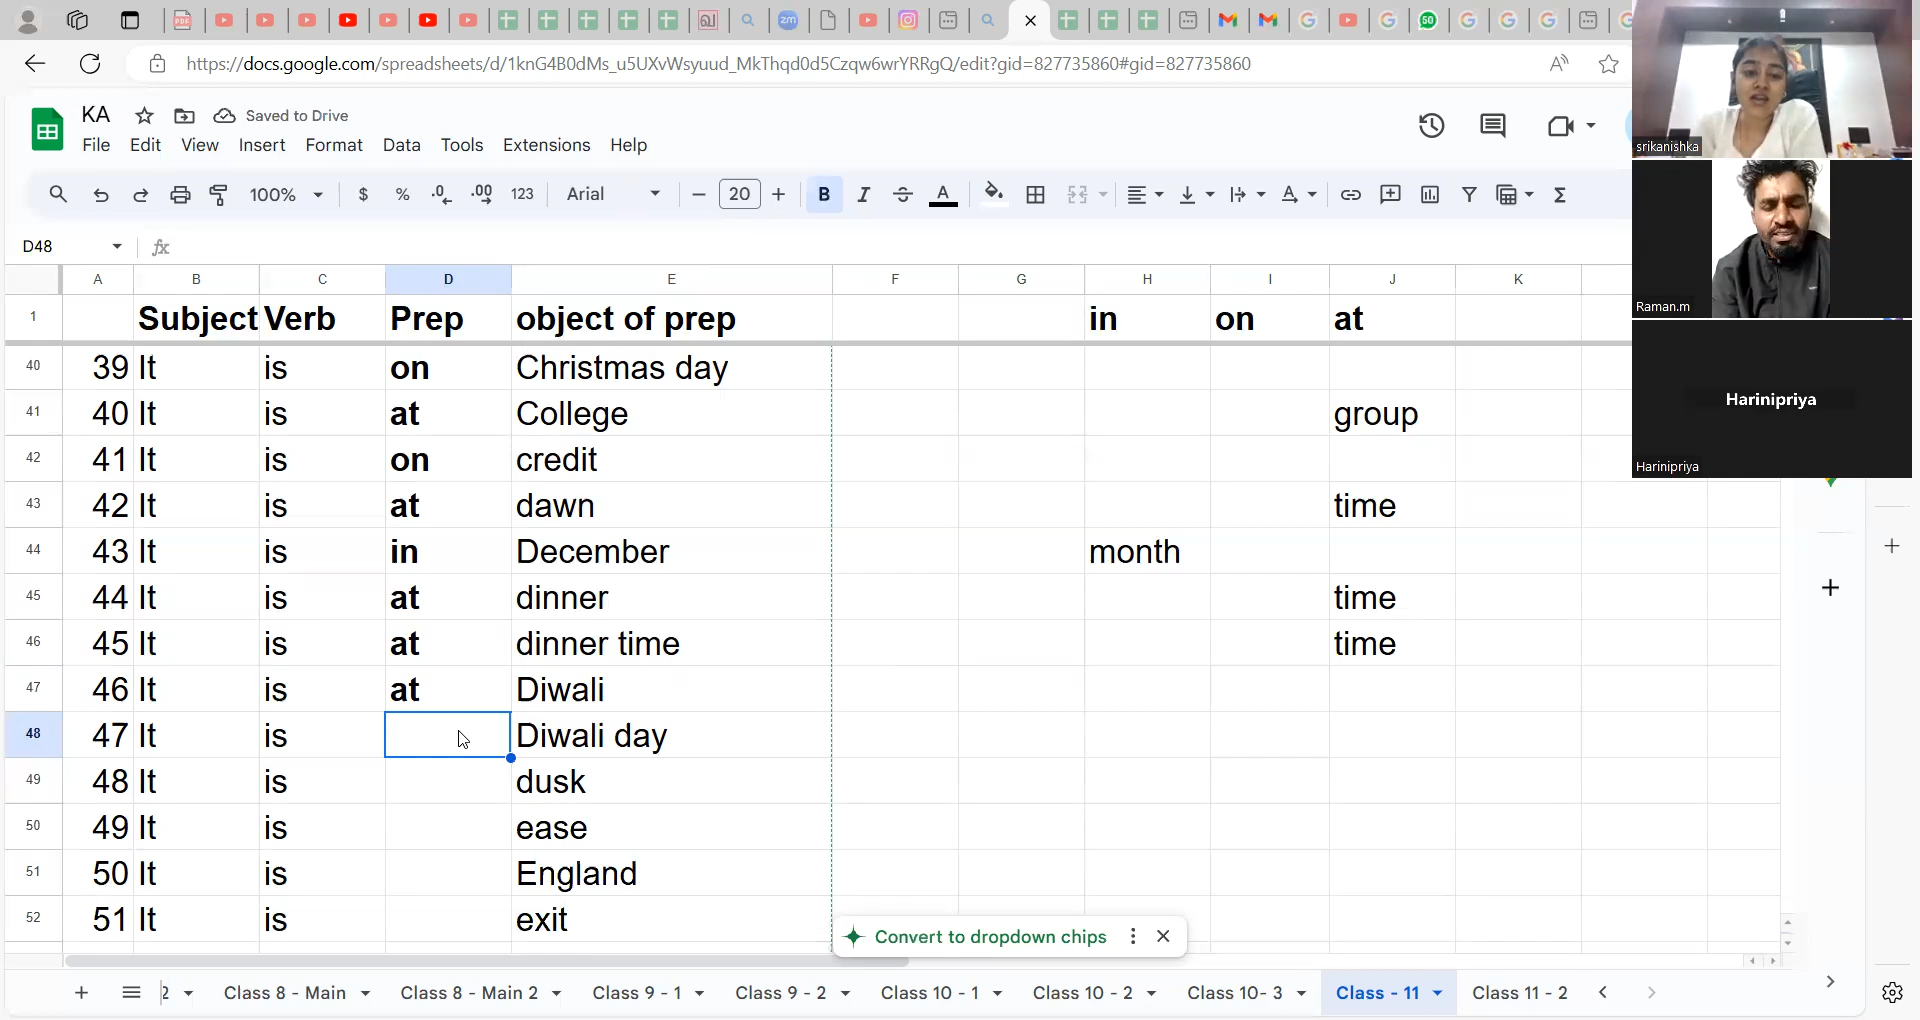 https://docs.google.com/spreadsheets/d/1knG4B0dMs_u5UXvWsyuud_MkThqd0d5Czqw6wrYRRgQ/edit?gid=827735860#gid=827735860
KA Saved to Drive
File Edit View Insert Format Data Tools Extensions Help
100% $ % .0 .00 123 Arial 20 B I A
D48 fx
A B C D E F G H I J K
1 Subject Verb Prep object of prep in on at
40 39 It is on Christmas day
41 40 It is at College group
42 41 It is on credit
43 42 It is at dawn time
44 43 It is in December month
45 44 It is at dinner time
46 45 It is at dinner time time
47 46 It is at Diwali
48 47 It is Diwali day
49 48 It is dusk
50 49 It is ease
51 50 It is England
52 51 It is exit
Convert to dropdown chips
2 Class 8 - Main Class 8 - Main 2 Class 9 - 1 Class 9 - 2 Class 10 - 1 Class 10 - 2 Class 10- 3 Class - 11 Class 11 - 2
srikanishka
Raman.m
Harinipriya
Harinipriya